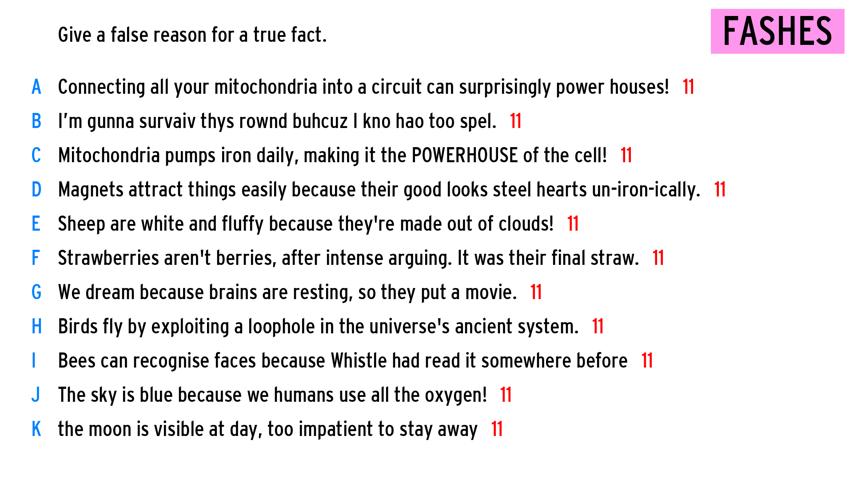 Give a false reason for a true fact.
FASHES
A Connecting all your mitochondria into a circuit can surprisingly power houses! 11
B I'm gunna survaiv thys rownd buhcuz I kno hao too spel. 11
C Mitochondria pumps iron daily, making it the POWERHOUSE of the cell! 11
D Magnets attract things easily because their good looks steel hearts un-iron-ically. 11
E Sheep are white and fluffy because they're made out of clouds! 11
F Strawberries aren't berries, after intense arguing. It was their final straw. 11
G We dream because brains are resting, so they put a movie. 11
H Birds fly by exploiting a loophole in the universe's ancient system. 11
I Bees can recognise faces because Whistle had read it somewhere before 11
J The sky is blue because we humans use all the oxygen! 11
K the moon is visible at day, too impatient to stay away 11